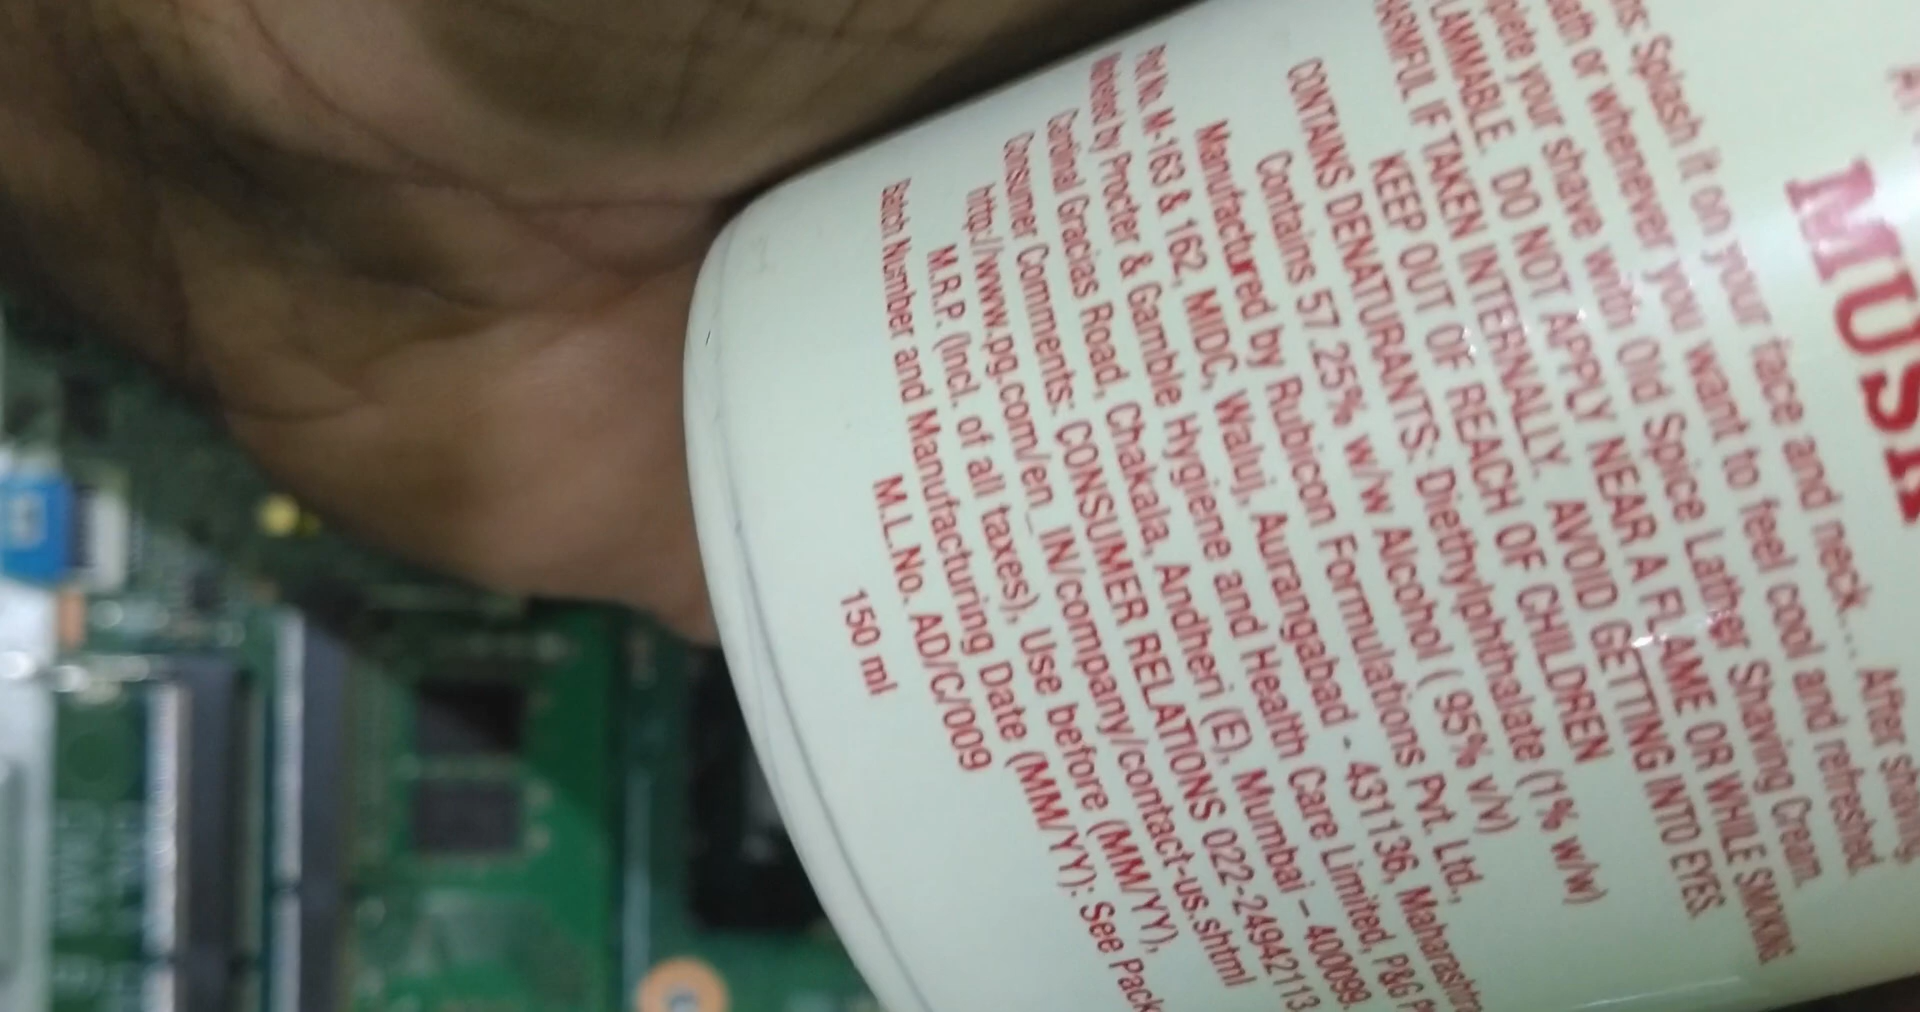 MUSK
Splash it on your face and neck... After shaving,
or whenever you want to feel cool and refreshed.
your shave with Old Spice Lather Shaving Cream.
FLAMMABLE. DO NOT APPLY NEAR A FLAME OR WHILE SMOKING.
HARMFUL IF TAKEN INTERNALLY. AVOID GETTING INTO EYES.
KEEP OUT OF REACH OF CHILDREN
CONTAINS DENATURANTS: Diethylphthalate (1% w/w)
Contains 57.25% w/w Alcohol ( 95% v/v)
Manufactured by Rubicon Formulations Pvt. Ltd.,
Plot No. M-163 & 162, MIDC, Waluj, Aurangabad - 431136, Maharashtra
Marketed by Procter & Gamble Hygiene and Health Care Limited, P&G
Cardinal Gracias Road, Chakala, Andheri (E), Mumbai – 400099.
Consumer Comments: CONSUMER RELATIONS 022-24942113
http://www.pg.com/en_IN/company/contact-us.shtml
M.R.P. (Incl. of all taxes), Use before (MM/YY),
Batch Number and Manufacturing Date (MM/YY): See Pack
M.L.No. AD/C/009
150 ml